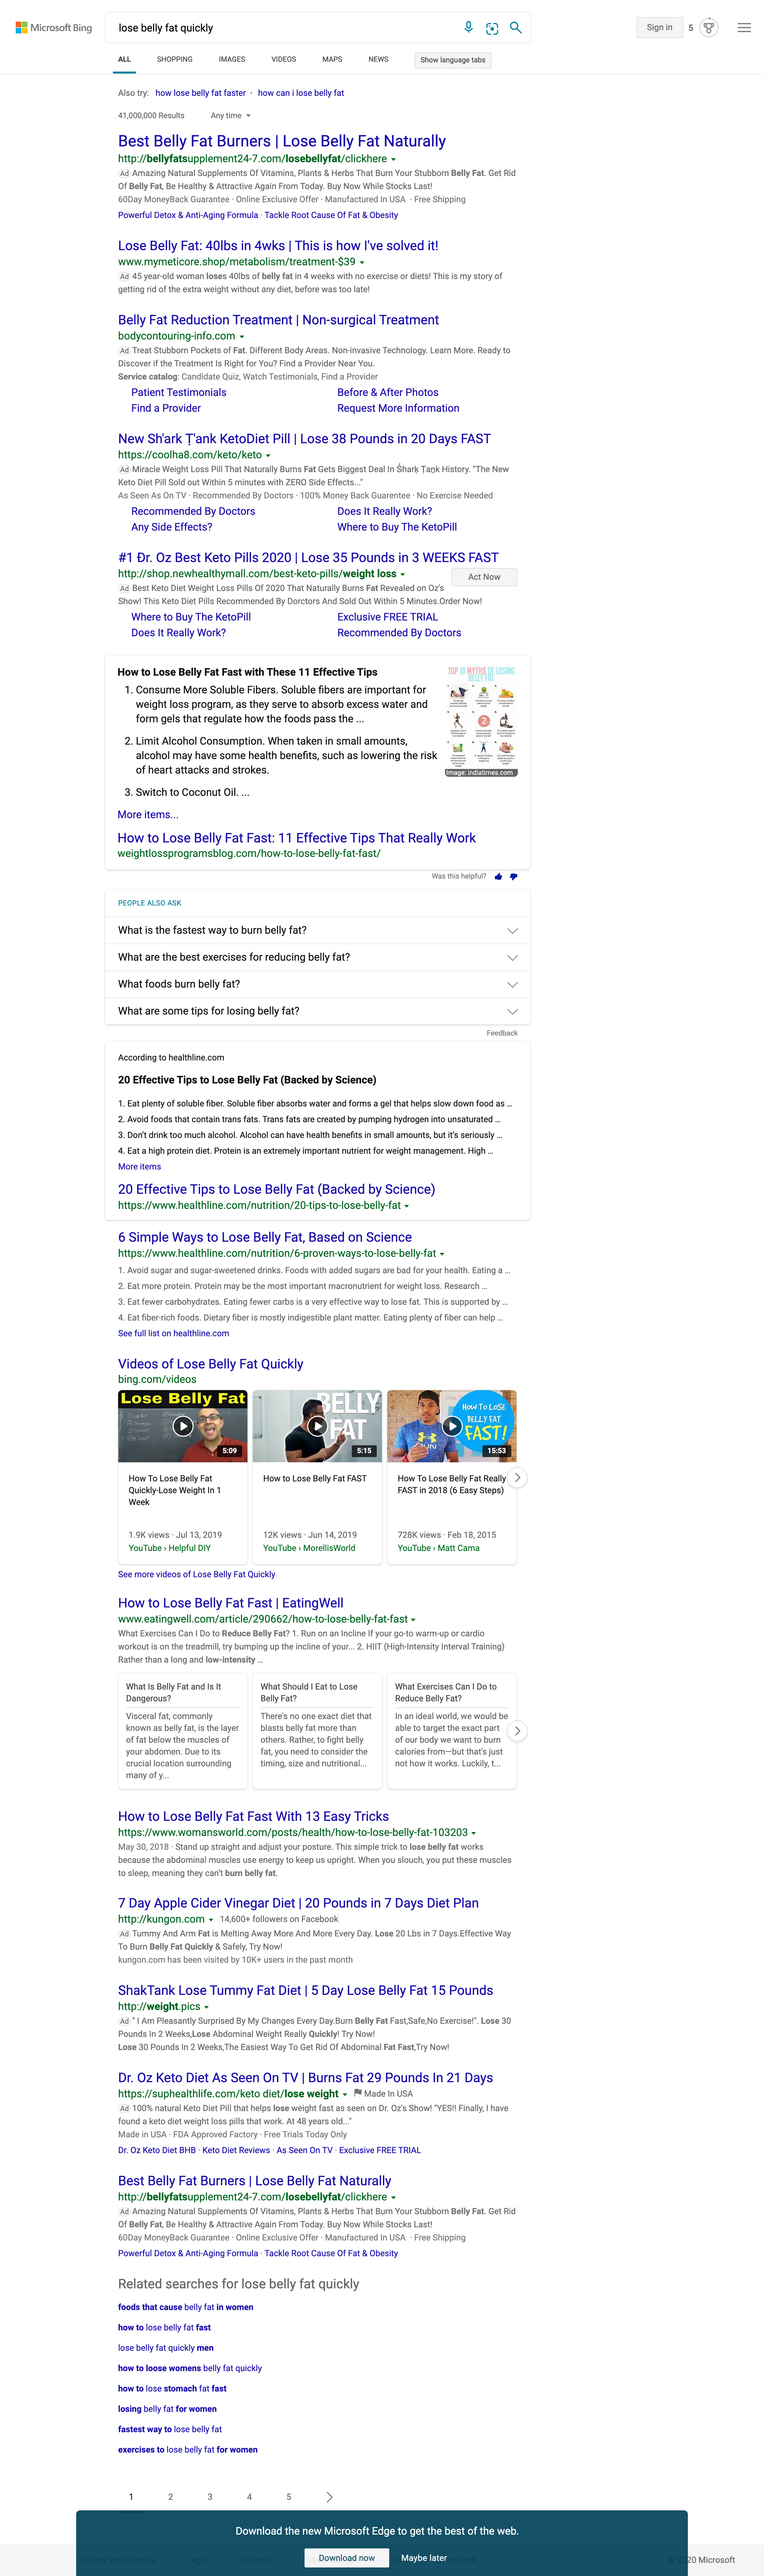 Microsoft Bing
lose belly fat quickly
Sign in
5
ALL
SHOPPING
IMAGES
VIDEOS
MAPS
NEWS
Show language tabs
Also try: how lose belly fat faster · how can i lose belly fat
41,000,000 Results
Any time
Best Belly Fat Burners | Lose Belly Fat Naturally
http://bellyfatsupplement24-7.com/losebellyfat/clickhere
Ad Amazing Natural Supplements Of Vitamins, Plants & Herbs That Burn Your Stubborn Belly Fat. Get Rid
Of Belly Fat, Be Healthy & Attractive Again From Today. Buy Now While Stocks Last!
60Day MoneyBack Guarantee · Online Exclusive Offer · Manufactured In USA · Free Shipping
Powerful Detox & Anti-Aging Formula · Tackle Root Cause Of Fat & Obesity
Lose Belly Fat: 40lbs in 4wks | This is how I've solved it!
www.mymeticore.shop/metabolism/treatment-$39
Ad 45 year-old woman loses 40lbs of belly fat in 4 weeks with no exercise or diets! This is my story of
getting rid of the extra weight without any diet, before was too late!
Belly Fat Reduction Treatment | Non-surgical Treatment
bodycontouring-info.com
Ad Treat Stubborn Pockets of Fat. Different Body Areas. Non-invasive Technology. Learn More. Ready to
Discover if the Treatment Is Right for You? Find a Provider Near You.
Service catalog: Candidate Quiz, Watch Testimonials, Find a Provider
Patient Testimonials
Before & After Photos
Find a Provider
Request More Information
New Sh'ark Ṭ'ank KetoDiet Pill | Lose 38 Pounds in 20 Days FAST
https://coolha8.com/keto/keto
Ad Miracle Weight Loss Pill That Naturally Burns Fat Gets Biggest Deal In Ṡharķ Ṭaņk History. "The New
Keto Diet Pill Sold out Within 5 minutes with ZERO Side Effects..."
As Seen As On TV · Recommended By Doctors · 100% Money Back Guarentee · No Exercise Needed
Recommended By Doctors
Does It Really Work?
Any Side Effects?
Where to Buy The KetoPill
#1 Ðr. Oz Best Keto Pills 2020 | Lose 35 Pounds in 3 WEEKS FAST
http://shop.newhealthymall.com/best-keto-pills/weight loss
Act Now
Ad Best Keto Diet Weight Loss Pills Of 2020 That Naturally Burns Fat Revealed on Oz's
Show! This Keto Diet Pills Recommended By Dorctors And Sold Out Within 5 Minutes.Order Now!
Where to Buy The KetoPill
Exclusive FREE TRIAL
Does It Really Work?
Recommended By Doctors
How to Lose Belly Fat Fast with These 11 Effective Tips
1. Consume More Soluble Fibers. Soluble fibers are important for
weight loss program, as they serve to absorb excess water and
form gels that regulate how the foods pass the ...
2. Limit Alcohol Consumption. When taken in small amounts,
alcohol may have some health benefits, such as lowering the risk
of heart attacks and strokes.
3. Switch to Coconut Oil. ...
More items...
TOP 10 MYTHS OF LOSING
BELLY FAT
2
Image: indiatimes.com
How to Lose Belly Fat Fast: 11 Effective Tips That Really Work
weightlossprogramsblog.com/how-to-lose-belly-fat-fast/
Was this helpful?
PEOPLE ALSO ASK
What is the fastest way to burn belly fat?
What are the best exercises for reducing belly fat?
What foods burn belly fat?
What are some tips for losing belly fat?
Feedback
According to healthline.com
20 Effective Tips to Lose Belly Fat (Backed by Science)
1. Eat plenty of soluble fiber. Soluble fiber absorbs water and forms a gel that helps slow down food as ...
2. Avoid foods that contain trans fats. Trans fats are created by pumping hydrogen into unsaturated ...
3. Don't drink too much alcohol. Alcohol can have health benefits in small amounts, but it's seriously ...
4. Eat a high protein diet. Protein is an extremely important nutrient for weight management. High ...
More items
20 Effective Tips to Lose Belly Fat (Backed by Science)
https://www.healthline.com/nutrition/20-tips-to-lose-belly-fat
6 Simple Ways to Lose Belly Fat, Based on Science
https://www.healthline.com/nutrition/6-proven-ways-to-lose-belly-fat
1. Avoid sugar and sugar-sweetened drinks. Foods with added sugars are bad for your health. Eating a ...
2. Eat more protein. Protein may be the most important macronutrient for weight loss. Research ...
3. Eat fewer carbohydrates. Eating fewer carbs is a very effective way to lose fat. This is supported by ...
4. Eat fiber-rich foods. Dietary fiber is mostly indigestible plant matter. Eating plenty of fiber can help ...
See full list on healthline.com
Videos of Lose Belly Fat Quickly
bing.com/videos
Lose Belly Fat
5:09
BELLY
FAT
5:15
HOW TO LOSE
BELLY FAT
FAST!
15:53
How To Lose Belly Fat
Quickly-Lose Weight In 1
Week
1.9K views · Jul 13, 2019
YouTube › Helpful DIY
How to Lose Belly Fat FAST
12K views · Jun 14, 2019
YouTube › MorellisWorld
How To Lose Belly Fat Really
FAST in 2018 (6 Easy Steps)
728K views · Feb 18, 2015
YouTube › Matt Cama
See more videos of Lose Belly Fat Quickly
How to Lose Belly Fat Fast | EatingWell
www.eatingwell.com/article/290662/how-to-lose-belly-fat-fast
What Exercises Can I Do to Reduce Belly Fat? 1. Run on an Incline If your go-to warm-up or cardio
workout is on the treadmill, try bumping up the incline of your... 2. HIIT (High-Intensity Interval Training)
Rather than a long and low-intensity ...
What Is Belly Fat and Is It
Dangerous?
Visceral fat, commonly
known as belly fat, is the layer
of fat below the muscles of
your abdomen. Due to its
crucial location surrounding
many of y...
What Should I Eat to Lose
Belly Fat?
There's no one exact diet that
blasts belly fat more than
others. Rather, to fight belly
fat, you need to consider the
timing, size and nutritional...
What Exercises Can I Do to
Reduce Belly Fat?
In an ideal world, we would be
able to target the exact part
of our body we want to burn
calories from—but that's just
not how it works. Luckily, t...
How to Lose Belly Fat Fast With 13 Easy Tricks
https://www.womansworld.com/posts/health/how-to-lose-belly-fat-103203
May 30, 2018 · Stand up straight and adjust your posture. This simple trick to lose belly fat works
because the abdominal muscles use energy to keep us upright. When you slouch, you put these muscles
to sleep, meaning they can't burn belly fat.
7 Day Apple Cider Vinegar Diet | 20 Pounds in 7 Days Diet Plan
http://kungon.com 14,600+ followers on Facebook
Ad Tummy And Arm Fat is Melting Away More And More Every Day. Lose 20 Lbs in 7 Days.Effective Way
To Burn Belly Fat Quickly & Safely, Try Now!
kungon.com has been visited by 10K+ users in the past month
ShakTank Lose Tummy Fat Diet | 5 Day Lose Belly Fat 15 Pounds
http://weight.pics
Ad " I Am Pleasantly Surprised By My Changes Every Day.Burn Belly Fat Fast,Safe,No Exercise!". Lose 30
Pounds In 2 Weeks,Lose Abdominal Weight Really Quickly! Try Now!
Lose 30 Pounds In 2 Weeks,The Easiest Way To Get Rid Of Abdominal Fat Fast,Try Now!
Dr. Oz Keto Diet As Seen On TV | Burns Fat 29 Pounds In 21 Days
https://suphealthlife.com/keto diet/lose weight Made In USA
Ad 100% natural Keto Diet Pill that helps lose weight fast as seen on Dr. Oz's Show! "YES!! Finally, I have
found a keto diet weight loss pills that work. At 48 years old..."
Made in USA · FDA Approved Factory · Free Trials Today Only
Dr. Oz Keto Diet BHB · Keto Diet Reviews · As Seen On TV · Exclusive FREE TRIAL
Best Belly Fat Burners | Lose Belly Fat Naturally
http://bellyfatsupplement24-7.com/losebellyfat/clickhere
Ad Amazing Natural Supplements Of Vitamins, Plants & Herbs That Burn Your Stubborn Belly Fat. Get Rid
Of Belly Fat, Be Healthy & Attractive Again From Today. Buy Now While Stocks Last!
60Day MoneyBack Guarantee · Online Exclusive Offer · Manufactured In USA · Free Shipping
Powerful Detox & Anti-Aging Formula · Tackle Root Cause Of Fat & Obesity
Related searches for lose belly fat quickly
foods that cause belly fat in women
how to lose belly fat fast
lose belly fat quickly men
how to loose womens belly fat quickly
how to lose stomach fat fast
losing belly fat for women
fastest way to lose belly fat
exercises to lose belly fat for women
1
2
3
4
5
Download the new Microsoft Edge to get the best of the web.
Download now
Maybe later
20 Microsoft